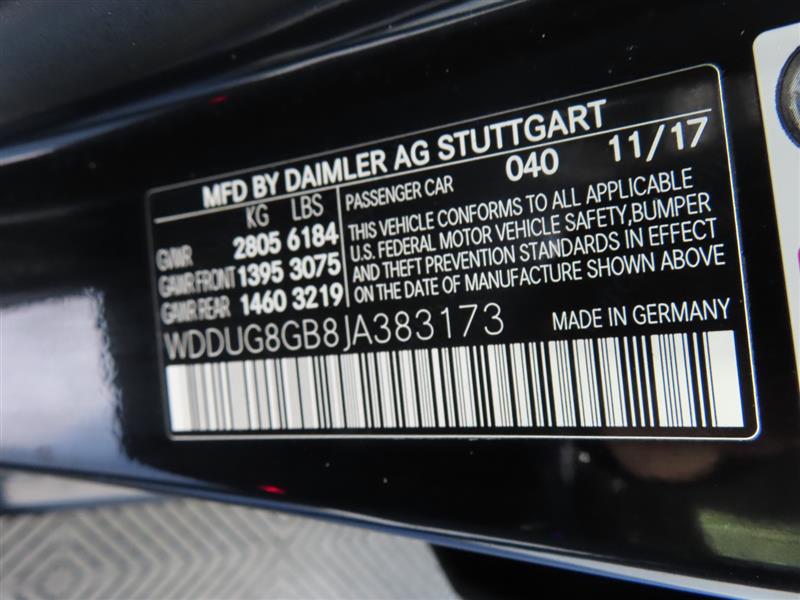 MFD BY DAIMLER AG STUTTGART
KG LBS
GVWR 2805 6184
GAWR FRONT 1395 3075
GAWR REAR 1460 3219
PASSENGER CAR 040 11/17
THIS VEHICLE CONFORMS TO ALL APPLICABLE
U.S. FEDERAL MOTOR VEHICLE SAFETY,BUMPER
AND THEFT PREVENTION STANDARDS IN EFFECT
ON THE DATE OF MANUFACTURE SHOWN ABOVE
WDDUG8GB8JA383173
MADE IN GERMANY